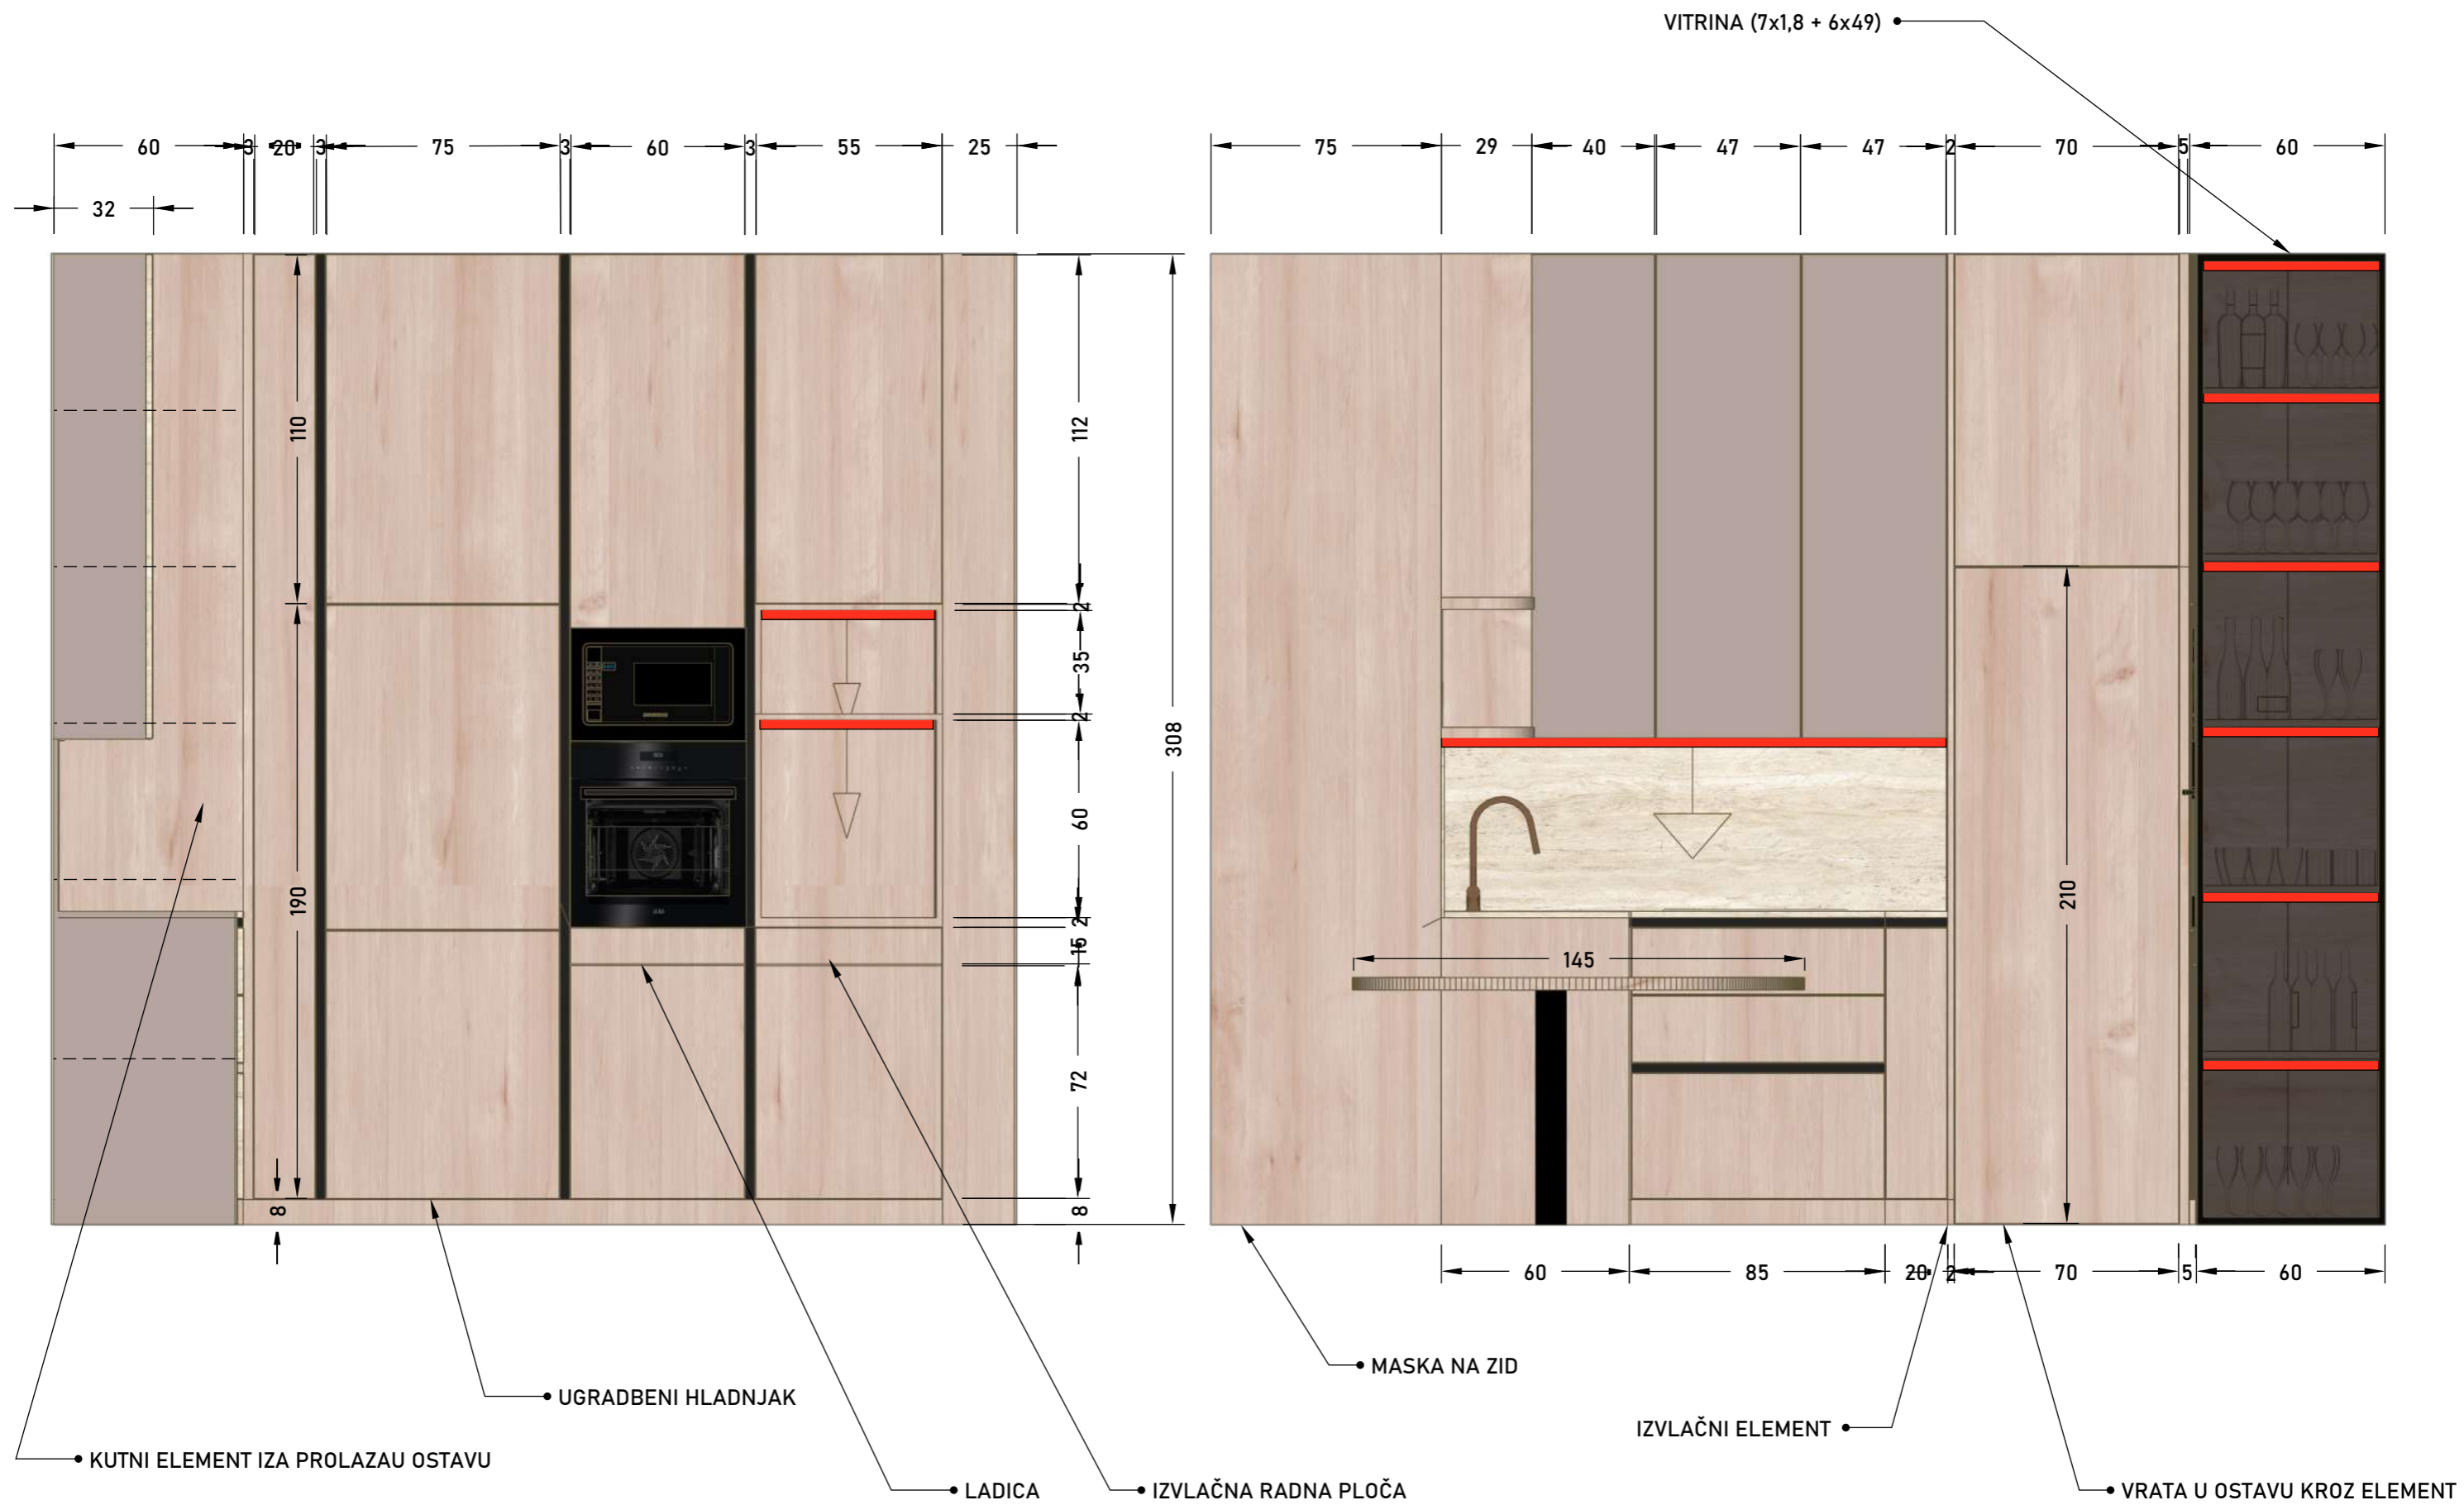 VITRINA (7x1,8 + 6x49)
60 3 20 3 75 3 60 3 55 25
75 29 40 47 47 2 70 5 60
32
110
112
2
35
2
308
60
190
2
15
72
8
8
145
210
60 85 20 2 70 5 60
MASKA NA ZID
UGRADBENI HLADNJAK
IZVLAČNI ELEMENT
KUTNI ELEMENT IZA PROLAZAU OSTAVU
LADICA
IZVLAČNA RADNA PLOČA
VRATA U OSTAVU KROZ ELEMENT